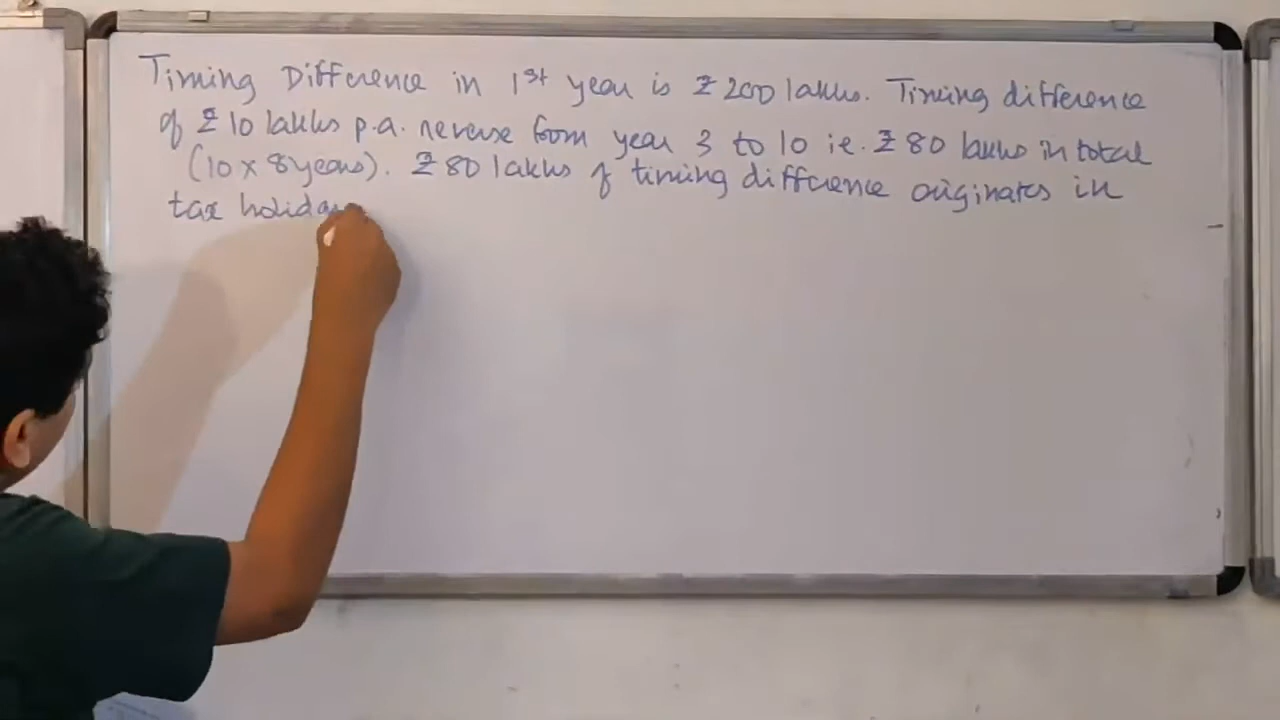 Timing Difference in 1st year is ₹ 200 lakhs. Timing difference
of ₹ 10 lakhs p.a. reverse from year 3 to 10 i.e. ₹ 80 lakhs in total
(10 x 8 years). ₹ 80 lakhs of timing difference originates in
tax holiday